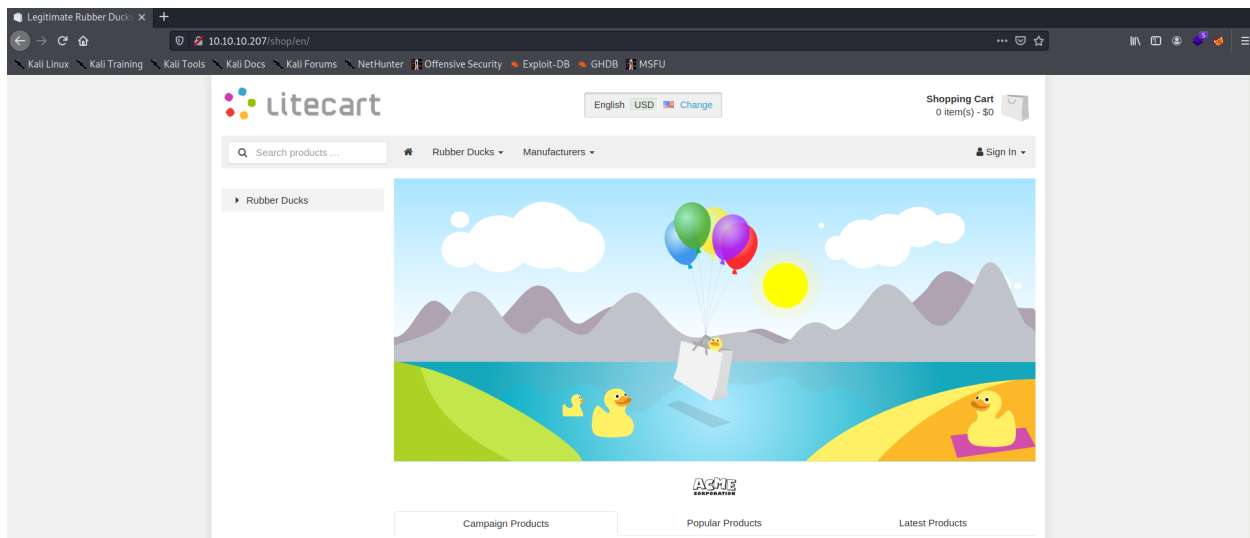 Legitimate Rubber Ducks
10.10.10.207/shop/en/
Kali Linux Kali Training Kali Tools Kali Docs Kali Forums NetHunter Offensive Security Exploit-DB GHDB MSFU
Litecart
English USD Change
Shopping Cart
0 item(s) - $0
Search products ...
Rubber Ducks Manufacturers
Sign In
Rubber Ducks
ACME
CORPORATION
Campaign Products Popular Products Latest Products